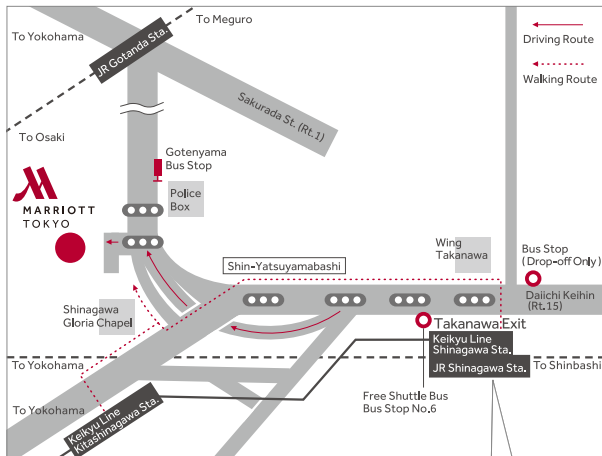 To Meguro
To Yokohama
JR Gotanda Sta.
Driving Route
Walking Route
Sakurada St. (Rt.1)
To Osaki
Gotenyama
Bus Stop
MARRIOTT
TOKYO
Police
Box
Wing
Takanawa
Bus Stop
(Drop-off Only)
Shin-Yatsuyamabashi
Daiichi Keihin
(Rt.15)
Shinagawa
Gloria Chapel
Takanawa Exit
Keikyu Line
Shinagawa Sta.
JR Shinagawa Sta.
To Yokohama
To Shinbashi
Free Shuttle Bus
Bus Stop No.6
To Yokohama
Keikyu Line
Kitashinagawa Sta.